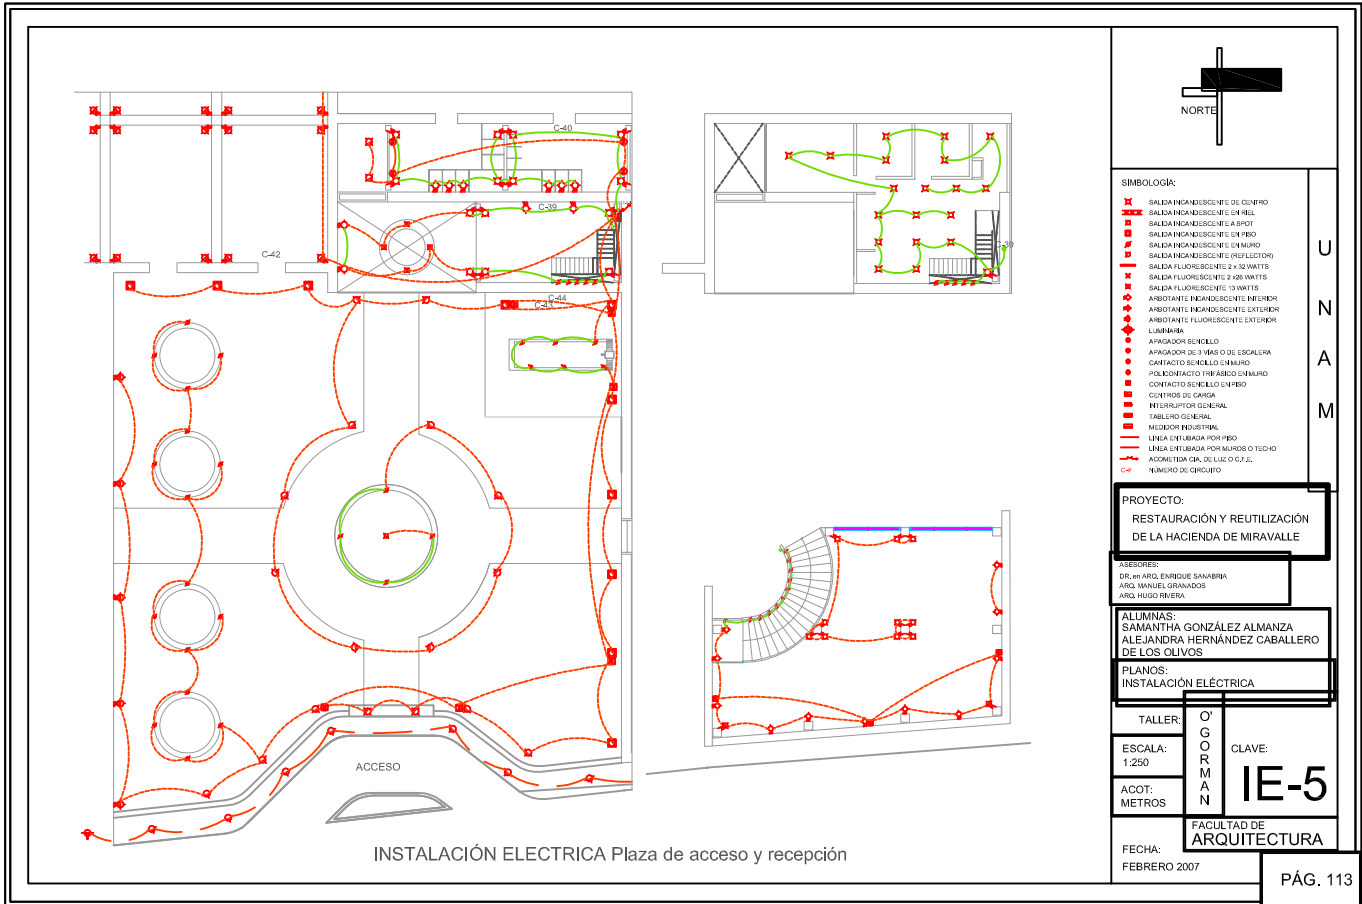 C-40
C-39
C-42
C-44
C-43
C-39
ACCESO
INSTALACIÓN ELECTRICA Plaza de acceso y recepción
NORTE
SIMBOLOGÍA:
SALIDA INCANDESCENTE DE CENTRO
SALIDA INCANDESCENTE EN RIEL
SALIDA INCANDESCENTE A SPOT
SALIDA INCANDESCENTE EN PISO
SALIDA INCANDESCENTE EN MURO
SALIDA INCANDESCENTE (REFLECTOR)
SALIDA FLUORESCENTE 2 x 32 WATTS
SALIDA FLUORESCENTE 2 x26 WATTS
SALIDA FLUORESCENTE 13 WATTS
ARBOTANTE INCANDESCENTE INTERIOR
ARBOTANTE INCANDESCENTE EXTERIOR
ARBOTANTE FLUORESCENTE EXTERIOR
LUMINARIA
APAGADOR SENCILLO
APAGADOR DE 3 VÍAS O DE ESCALERA
CANTACTO SENCILLO EN MURO
POLICONTACTO TRIFÁSICO EN MURO
CONTACTO SENCILLO EN PISO
CENTROS DE CARGA
INTERRUPTOR GENERAL
TABLERO GENERAL
MEDIDOR INDUSTRIAL
LÍNEA ENTUBADA POR PISO
LÍNEA ENTUBADA POR MUROS O TECHO
ACOMETIDA CIA. DE LUZ O C.F.E.
C-# NÚMERO DE CIRCUITO
U
N
A
M
PROYECTO:
RESTAURACIÓN Y REUTILIZACIÓN
DE LA HACIENDA DE MIRAVALLE
ASESORES:
DR. en ARQ. ENRIQUE SANABRIA
ARQ. MANUEL GRANADOS
ARQ. HUGO RIVERA
ALUMNAS:
SAMANTHA GONZÁLEZ ALMANZA
ALEJANDRA HERNÁNDEZ CABALLERO
DE LOS OLIVOS
PLANOS:
INSTALACIÓN ELÉCTRICA
TALLER:
O'GORMAN
ESCALA:
1:250
ACOT:
METROS
CLAVE:
IE-5
FACULTAD DE
ARQUITECTURA
FECHA:
FEBRERO 2007
PÁG. 113